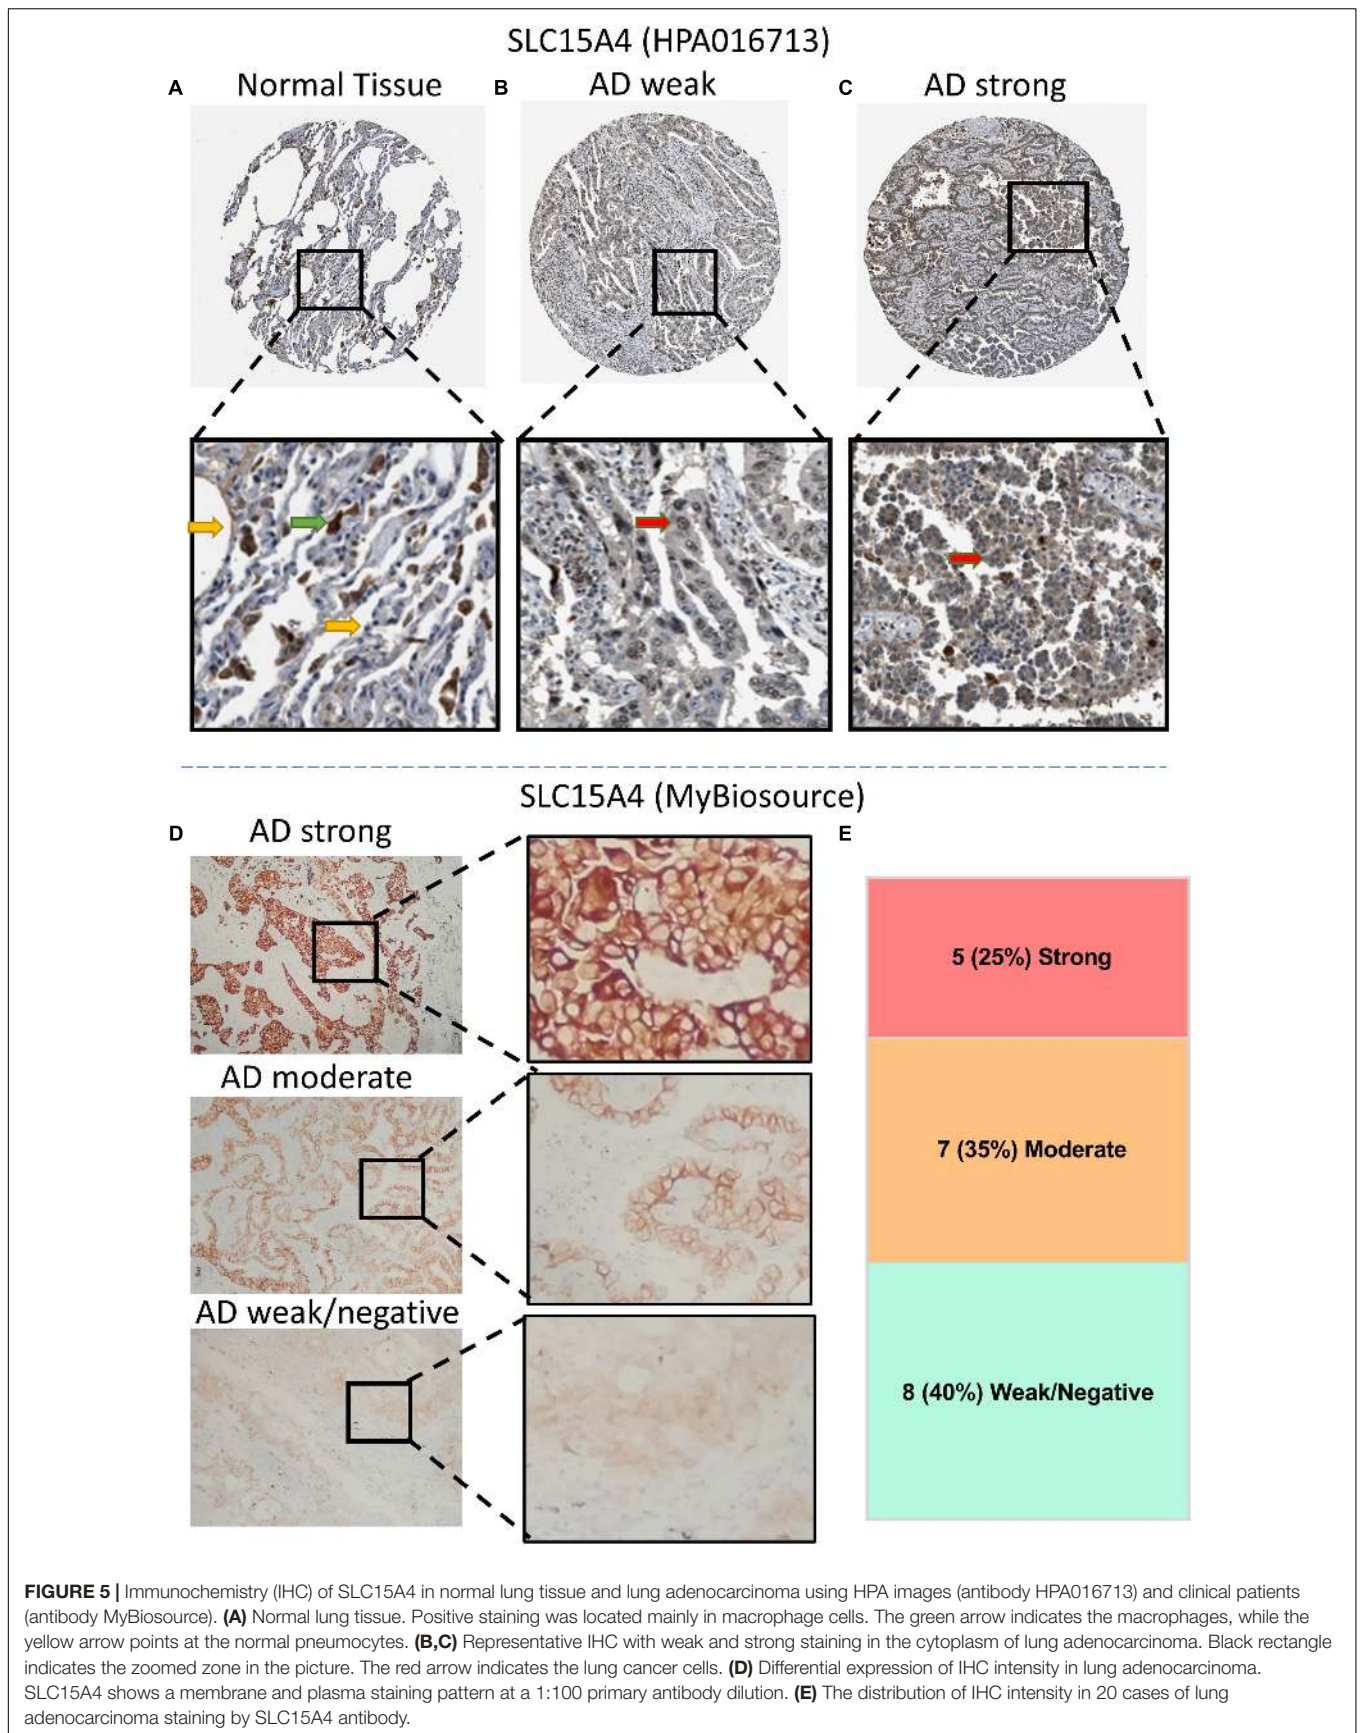 SLC15A4 (HPA016713)
A Normal Tissue B AD weak C AD strong
SLC15A4 (MyBiosource)
D AD strong E
5 (25%) Strong
AD moderate
7 (35%) Moderate
AD weak/negative
8 (40%) Weak/Negative
FIGURE 5 | Immunochemistry (IHC) of SLC15A4 in normal lung tissue and lung adenocarcinoma using HPA images (antibody HPA016713) and clinical patients
(antibody MyBiosource). (A) Normal lung tissue. Positive staining was located mainly in macrophage cells. The green arrow indicates the macrophages, while the
yellow arrow points at the normal pneumocytes. (B,C) Representative IHC with weak and strong staining in the cytoplasm of lung adenocarcinoma. Black rectangle
indicates the zoomed zone in the picture. The red arrow indicates the lung cancer cells. (D) Differential expression of IHC intensity in lung adenocarcinoma.
SLC15A4 shows a membrane and plasma staining pattern at a 1:100 primary antibody dilution. (E) The distribution of IHC intensity in 20 cases of lung
adenocarcinoma staining by SLC15A4 antibody.